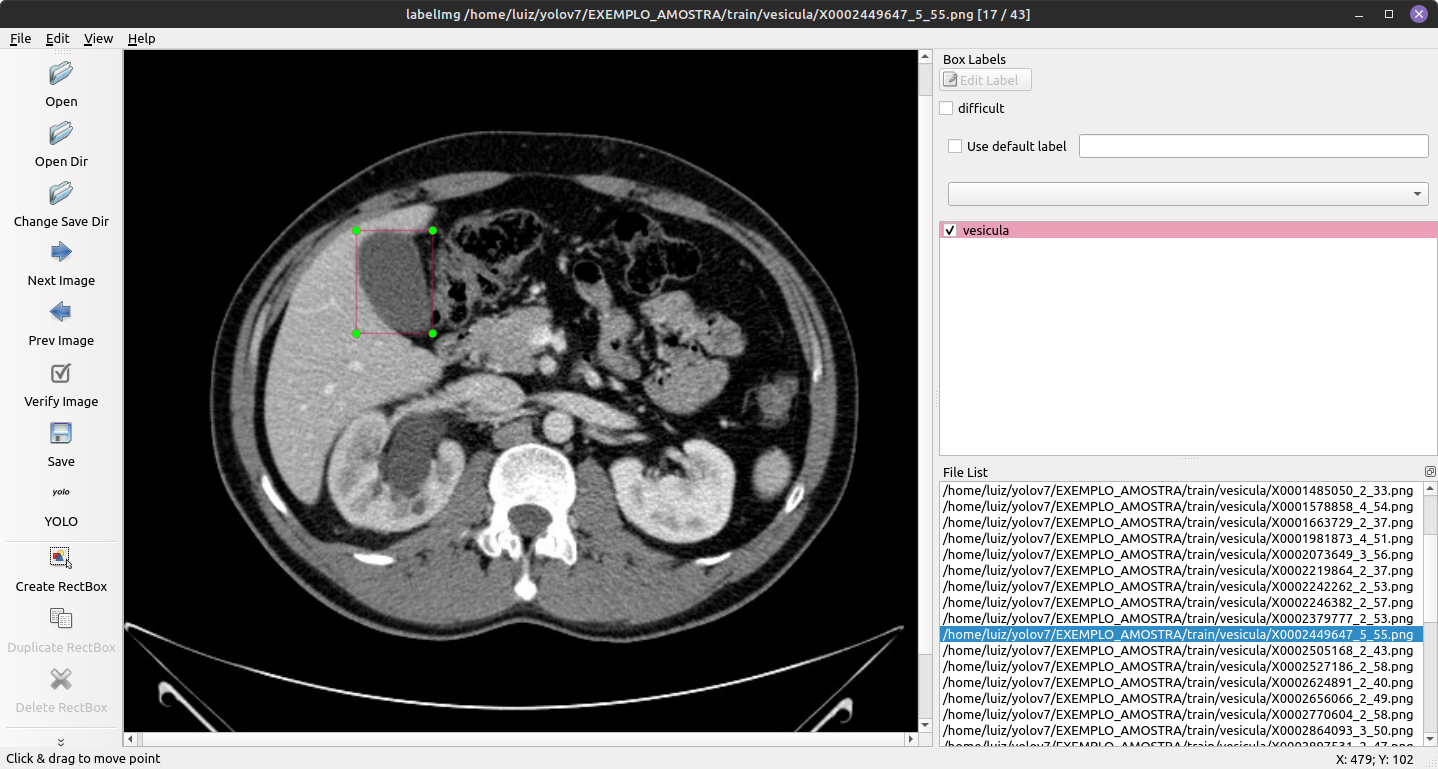 labelImg /home/luiz/yolov7/EXEMPLO_AMOSTRA/train/vesicula/X0002449647_5_55.png [17 / 43]
File Edit View Help
Open
Open Dir
Change Save Dir
Next Image
Prev Image
Verify Image
Save
yolo
YOLO
Create RectBox
Duplicate RectBox
Delete RectBox
Box Labels
Edit Label
difficult
Use default label
vesicula
File List
/home/luiz/yolov7/EXEMPLO_AMOSTRA/train/vesicula/X0001485050_2_33.png
/home/luiz/yolov7/EXEMPLO_AMOSTRA/train/vesicula/X0001578858_4_54.png
/home/luiz/yolov7/EXEMPLO_AMOSTRA/train/vesicula/X0001663729_2_37.png
/home/luiz/yolov7/EXEMPLO_AMOSTRA/train/vesicula/X0001981873_4_51.png
/home/luiz/yolov7/EXEMPLO_AMOSTRA/train/vesicula/X0002073649_3_56.png
/home/luiz/yolov7/EXEMPLO_AMOSTRA/train/vesicula/X0002219864_2_37.png
/home/luiz/yolov7/EXEMPLO_AMOSTRA/train/vesicula/X0002242262_2_53.png
/home/luiz/yolov7/EXEMPLO_AMOSTRA/train/vesicula/X0002246382_2_57.png
/home/luiz/yolov7/EXEMPLO_AMOSTRA/train/vesicula/X0002379777_2_53.png
/home/luiz/yolov7/EXEMPLO_AMOSTRA/train/vesicula/X0002449647_5_55.png
/home/luiz/yolov7/EXEMPLO_AMOSTRA/train/vesicula/X0002505168_2_43.png
/home/luiz/yolov7/EXEMPLO_AMOSTRA/train/vesicula/X0002527186_2_58.png
/home/luiz/yolov7/EXEMPLO_AMOSTRA/train/vesicula/X0002624891_2_40.png
/home/luiz/yolov7/EXEMPLO_AMOSTRA/train/vesicula/X0002656066_2_49.png
/home/luiz/yolov7/EXEMPLO_AMOSTRA/train/vesicula/X0002770604_2_58.png
/home/luiz/yolov7/EXEMPLO_AMOSTRA/train/vesicula/X0002864093_3_50.png
Click & drag to move point
X: 479; Y: 102